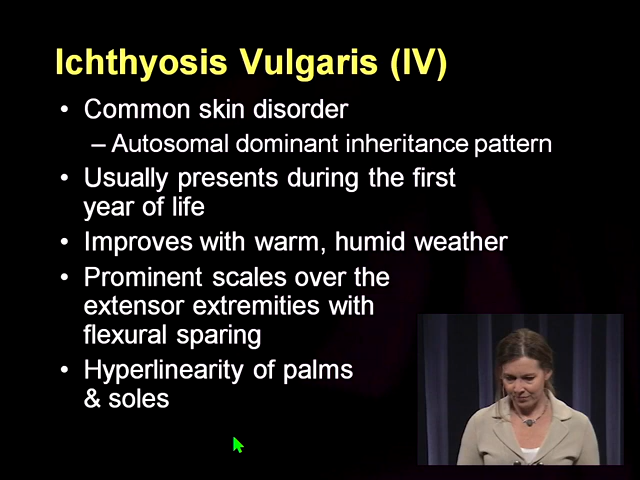 Ichthyosis Vulgaris (IV)
• Common skin disorder
– Autosomal dominant inheritance pattern
• Usually presents during the first
year of life
• Improves with warm, humid weather
• Prominent scales over the
extensor extremities with
flexural sparing
• Hyperlinearity of palms
& soles